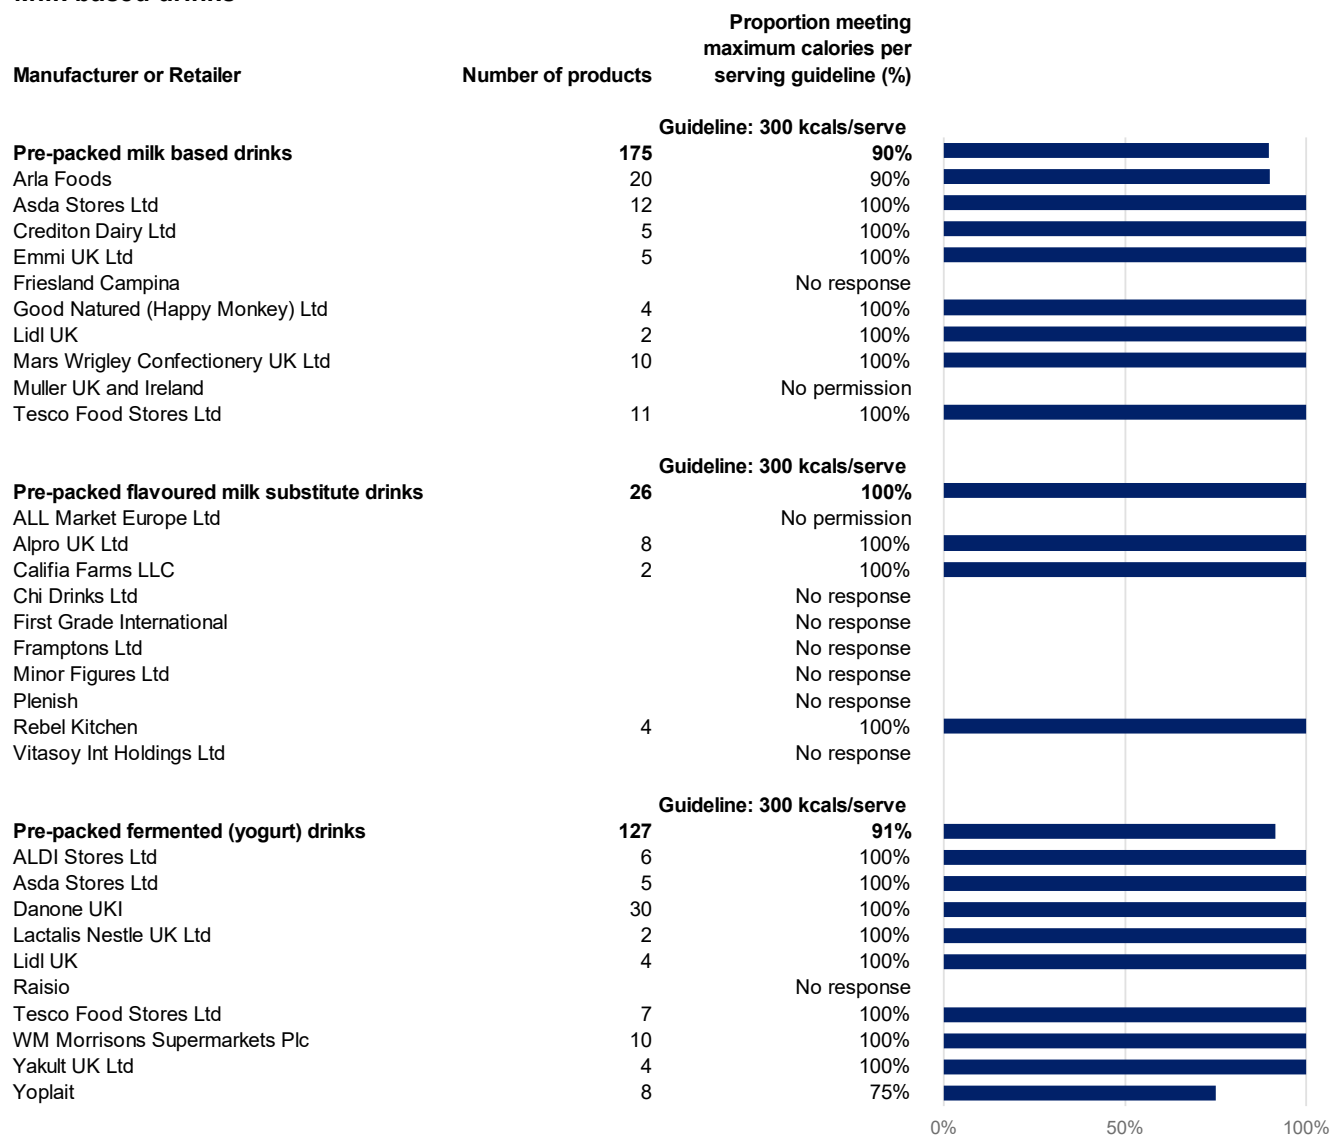 Proportion meeting
maximum calories per
Manufacturer or Retailer Number of products serving guideline (%)
Guideline: 300 kcals/serve
Pre-packed milk based drinks 175 90%
Arla Foods 20 90%
Asda Stores Ltd 12 100%
Crediton Dairy Ltd 5 100%
Emmi UK Ltd 5 100%
Friesland Campina No response
Good Natured (Happy Monkey) Ltd 4 100%
Lidl UK 2 100%
Mars Wrigley Confectionery UK Ltd 10 100%
Muller UK and Ireland No permission
Tesco Food Stores Ltd 11 100%
Guideline: 300 kcals/serve
Pre-packed flavoured milk substitute drinks 26 100%
ALL Market Europe Ltd No permission
Alpro UK Ltd 8 100%
Califia Farms LLC 2 100%
Chi Drinks Ltd No response
First Grade International No response
Framptons Ltd No response
Minor Figures Ltd No response
Plenish No response
Rebel Kitchen 4 100%
Vitasoy Int Holdings Ltd No response
Guideline: 300 kcals/serve
Pre-packed fermented (yogurt) drinks 127 91%
ALDI Stores Ltd 6 100%
Asda Stores Ltd 5 100%
Danone UKI 30 100%
Lactalis Nestle UK Ltd 2 100%
Lidl UK 4 100%
Raisio No response
Tesco Food Stores Ltd 7 100%
WM Morrisons Supermarkets Plc 10 100%
Yakult UK Ltd 4 100%
Yoplait 8 75%
0% 50% 100%